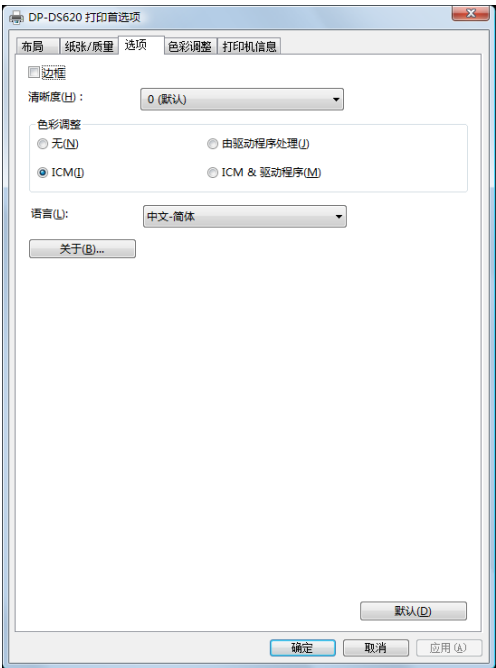 DP-DS620 打印首选项
布局 纸张/质量 选项 色彩调整 打印机信息
边框
清晰度(H)： 0 (默认)
色彩调整
无(N) 由驱动程序处理(J)
ICM(I) ICM & 驱动程序(M)
语言(L): 中文-简体
关于(B)...
默认(D)
确定 取消 应用(A)